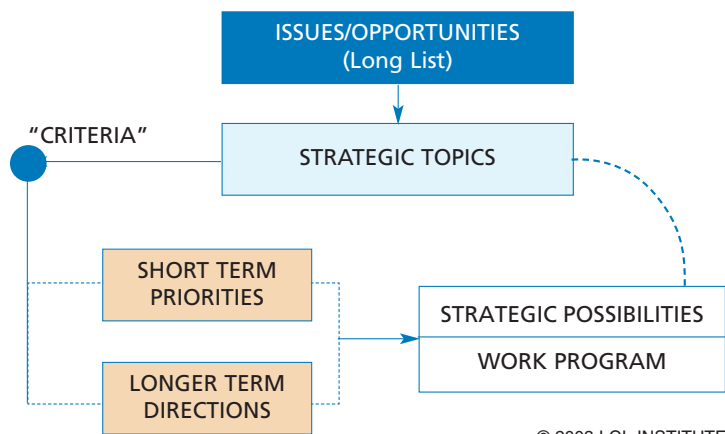 ISSUES/OPPORTUNITIES
(Long List)
"CRITERIA"
STRATEGIC TOPICS
SHORT TERM
PRIORITIES
STRATEGIC POSSIBILITIES
WORK PROGRAM
LONGER TERM
DIRECTIONS